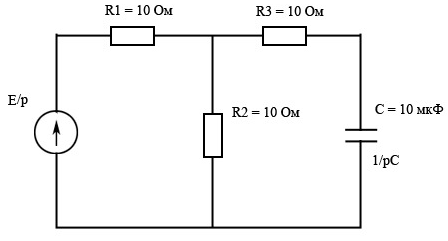 R1 = 10 Ом
R3 = 10 Ом
E/p
R2 = 10 Ом
C = 10 мкФ
1/pC